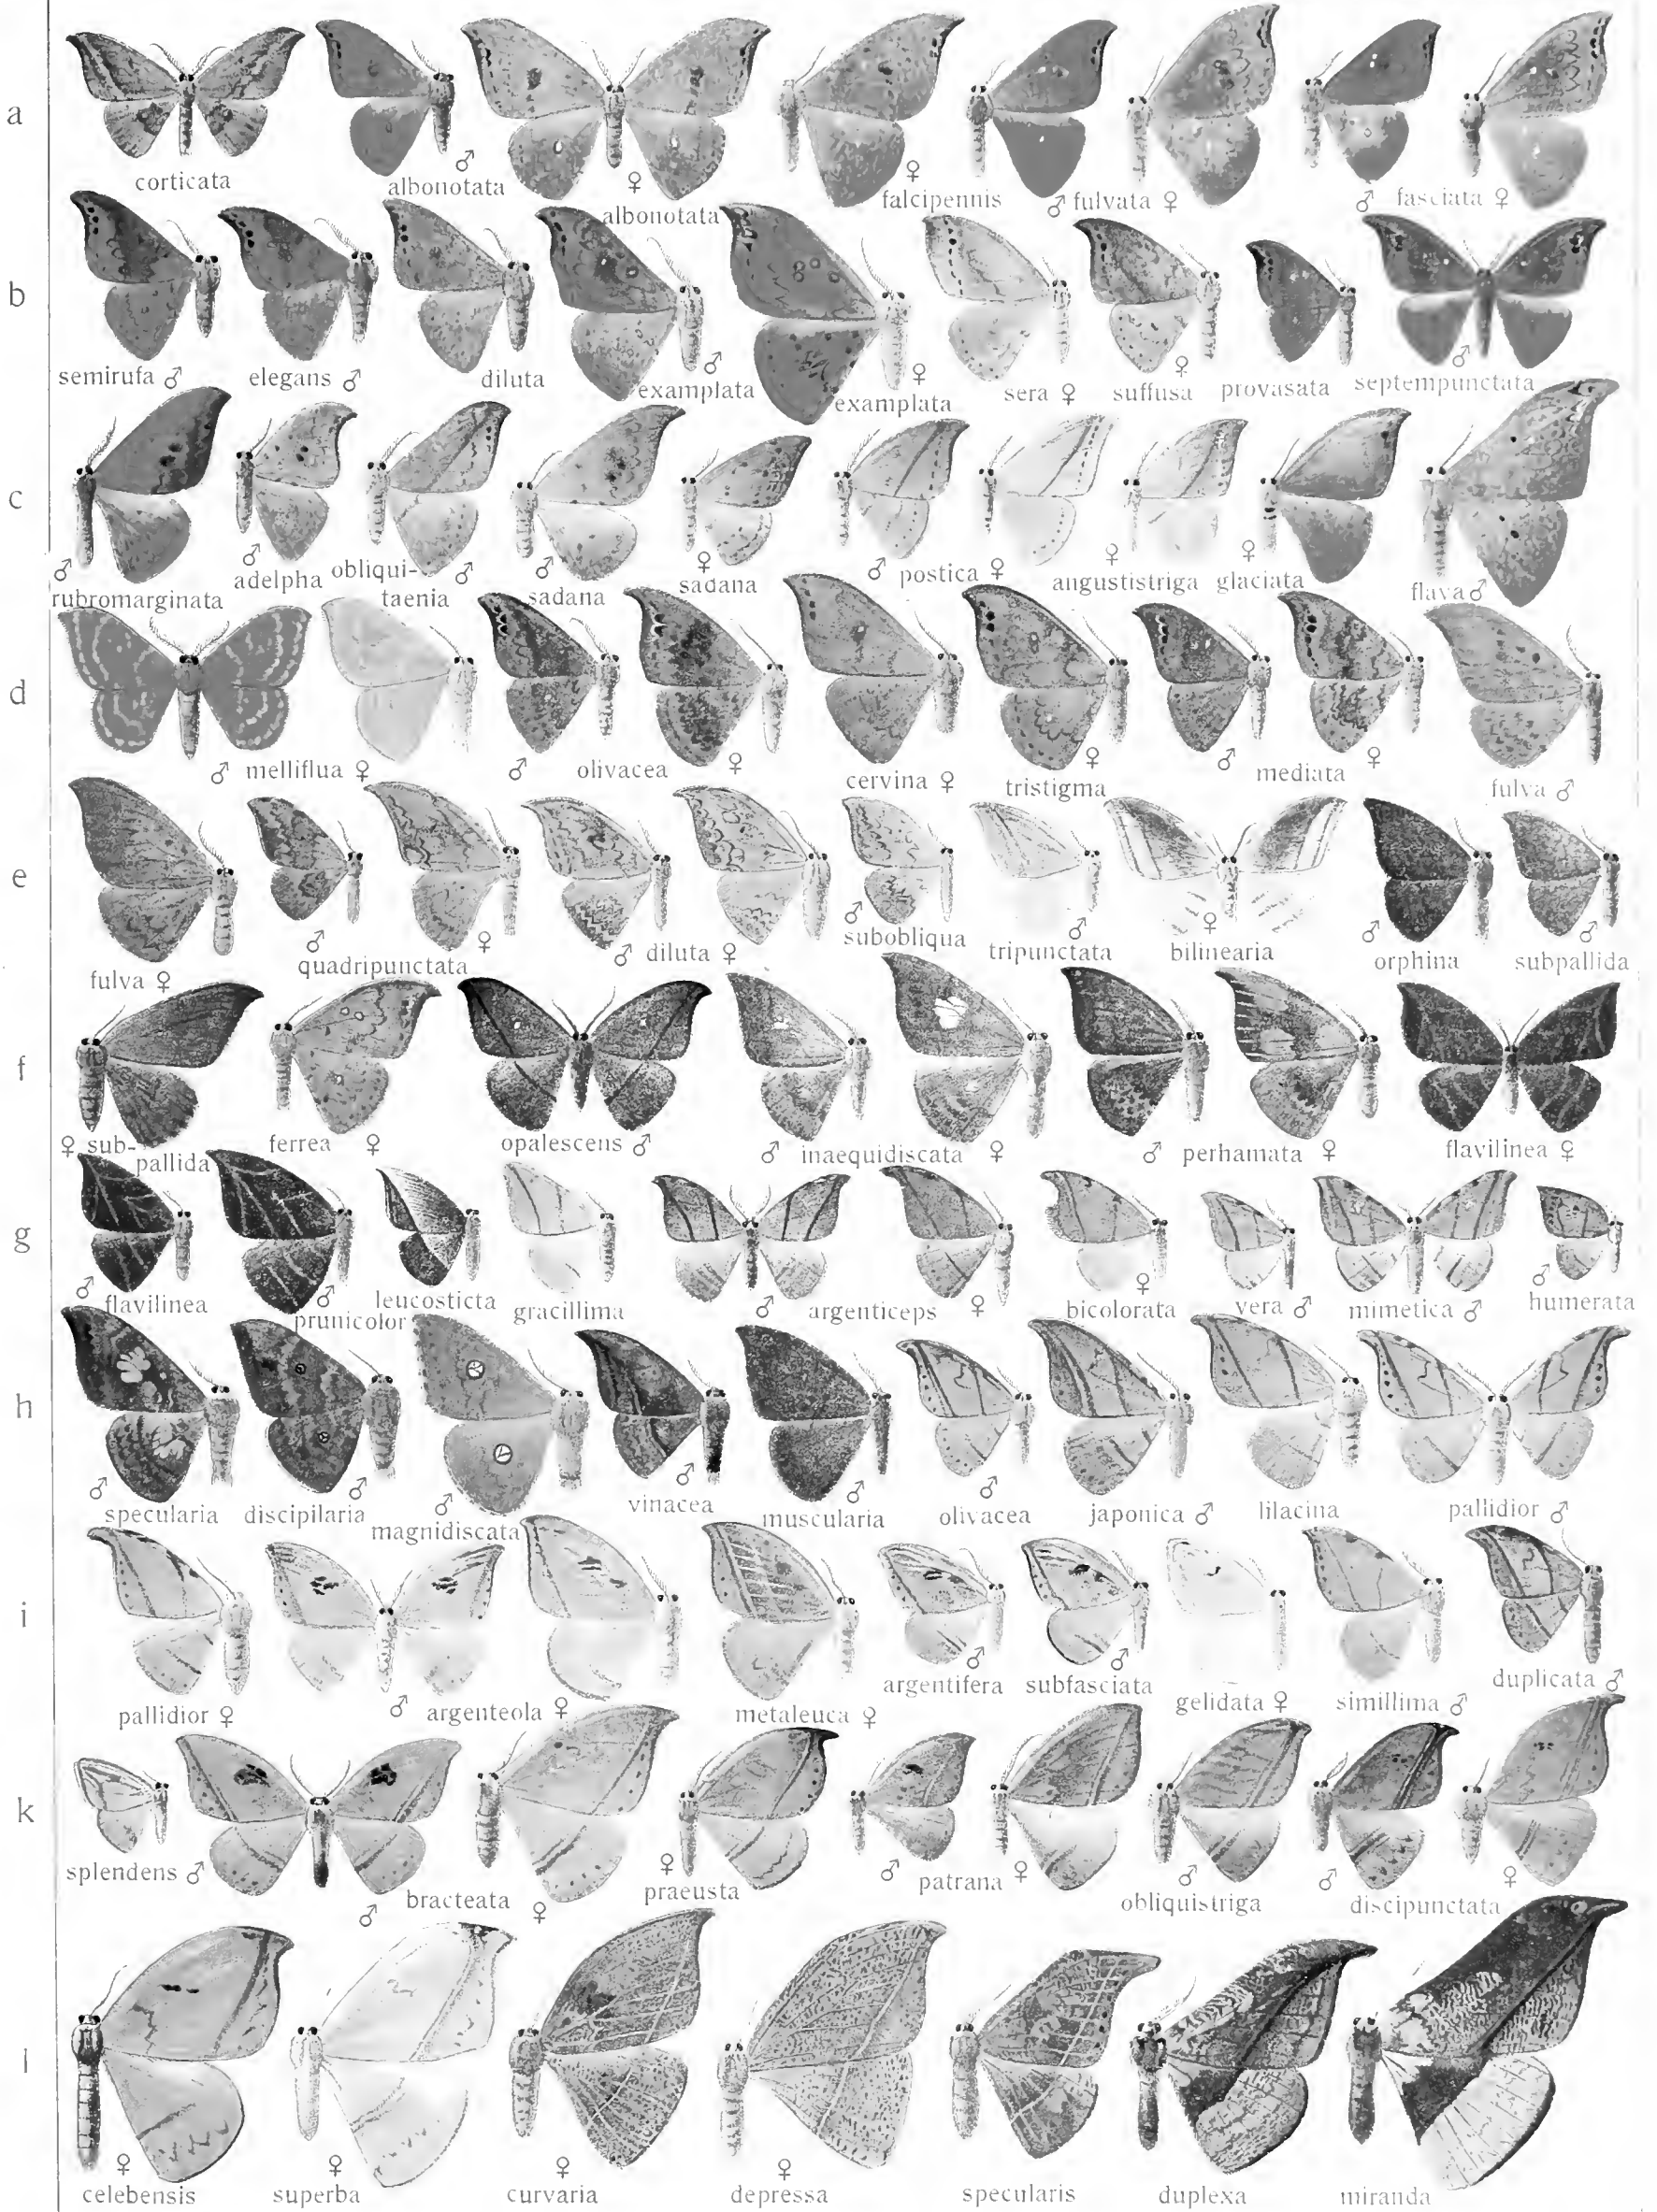 a
corticata
♂
albonotata
♀
albonotata
♀
falcipennis
♂ fulvata ♀
♂ fasciata ♀
b
semirufa ♂
elegans ♂
diluta
♂
examplata
♀
examplata
sera ♀
♀
suffusa
provasata
♂
septempunctata
c
♂
rubromarginata
♂
adelpha
obliqui- ♂
taenia
♂
sadana
♀
sadana
♂ postica ♀
♀
angustistriga
♀
glaciata
flava ♂
d
♂ melliflua ♀
♂ olivacea ♀
cervina ♀
♀
tristigma
♂ mediata ♀
fulva ♂
e
fulva ♀
♂ ♀
quadripunctata
♂ diluta ♀
♂
subobliqua
♂
tripunctata
♀
bilinearia
♂
orphina
♂
subpallida
f
♀ sub-
pallida
ferrea ♀
opalescens ♂
♂ inaequidiscata ♀
♂ perhamata ♀
flavilinea ♀
g
♂
flavilinea
♂
prunicolor
leucosticta
gracillima
♂ argenticeps ♀
♀
bicolorata
vera ♂
mimetica ♂
♂
humerata
h
♂
specularia
♂
discipilaria
♂
magnidiscata
♂
vinacea
♂
muscularia
♂
olivacea
japonica ♂
lilacina
pallidior ♂
i
pallidior ♀
♂ argenteola ♀
metaleuca ♀
♂
argentifera
♂
subfasciata
gelidata ♀
simillima ♂
duplicata ♂
k
splendens ♂
♂ bracteata ♀
♀
praeusta
♂ patrana ♀
♂
obliquistriga
♂ ♀
discipunctata
l
♀
celebensis
♀
superba
♀
curvaria
♀
depressa
specularis
duplexa
miranda